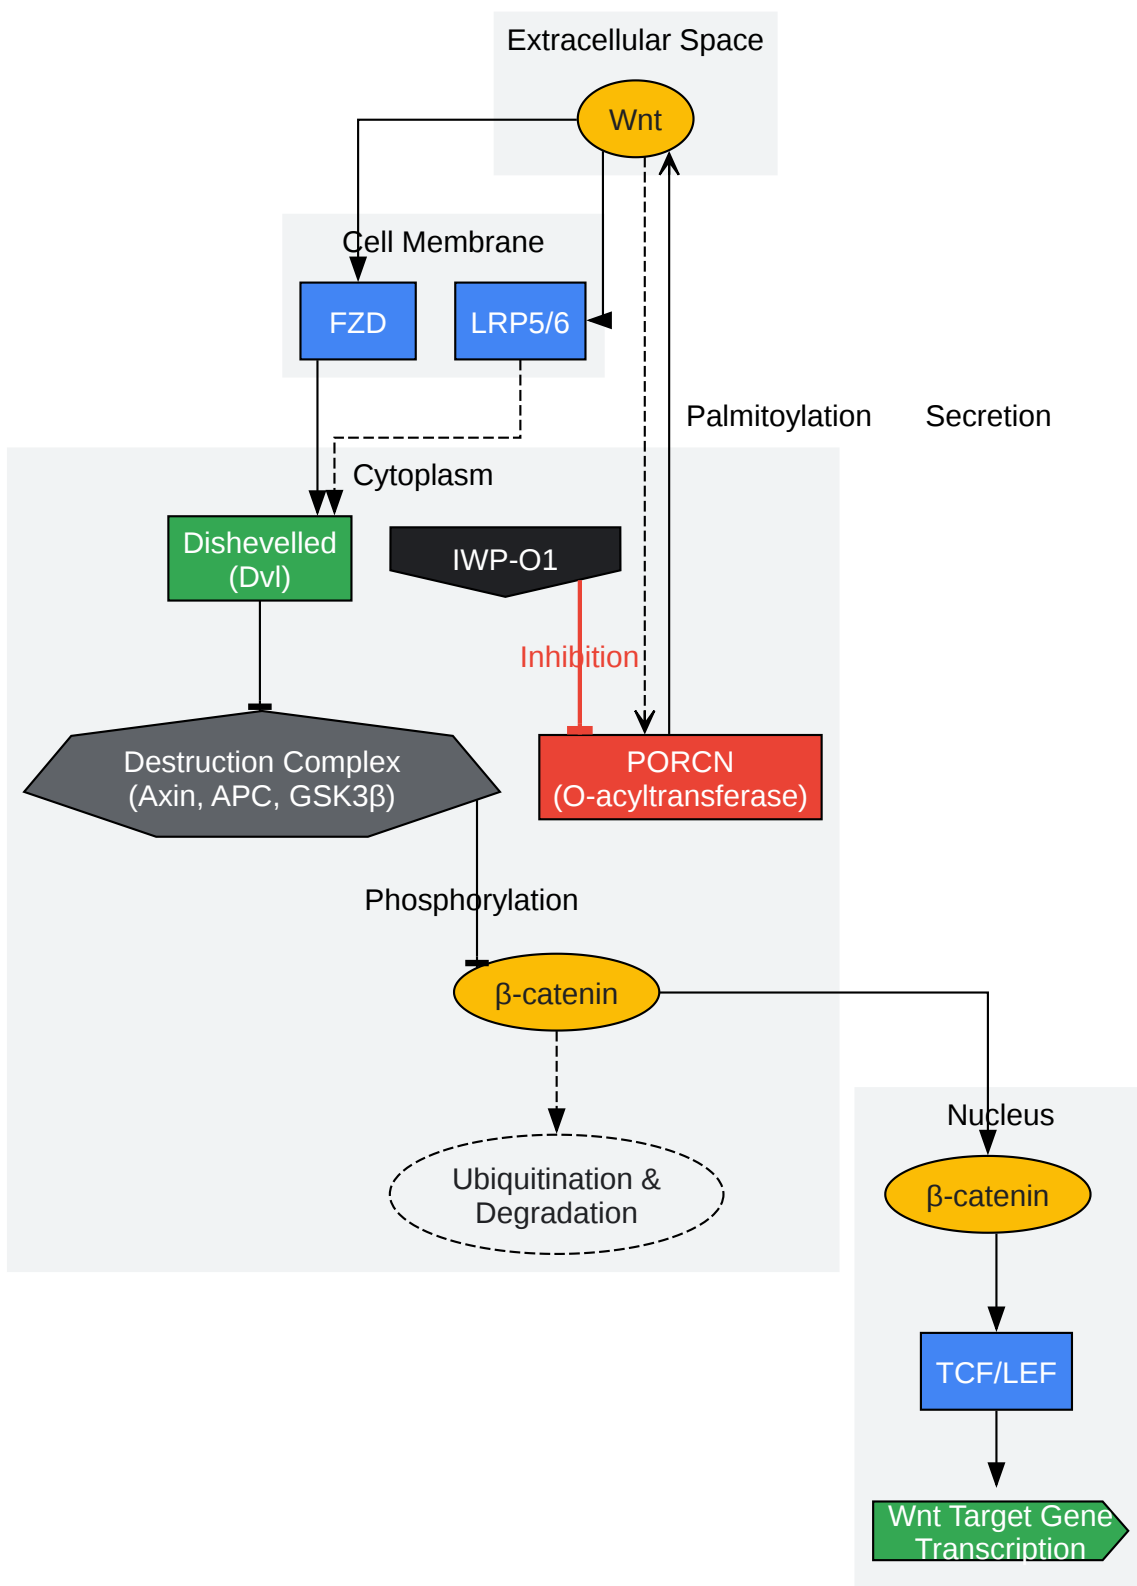 Extracellular Space
Wnt
Cell Membrane
FZD
LRP5/6
Palmitoylation
Secretion
Cytoplasm
Dishevelled
(Dvl)
IWP-O1
Inhibition
Destruction Complex
(Axin, APC, GSK3β)
PORCN
(O-acyltransferase)
Phosphorylation
β-catenin
Nucleus
Ubiquitination &
Degradation
β-catenin
TCF/LEF
Wnt Target Gene
Transcription